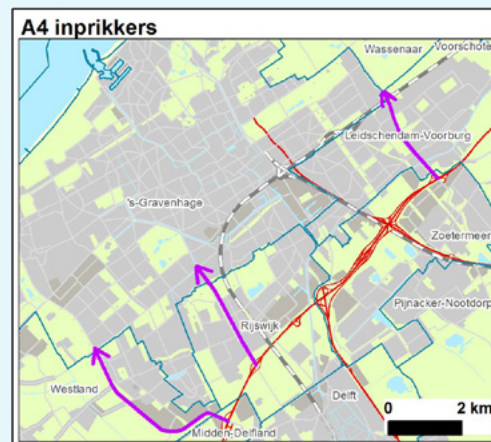 A4 inprikkers
Wassenaar
Voorschote
Leidschendam-Voorburg
's-Gravenhage
Zoetermeer
Pijnacker-Nootdorp
Rijswijk
Westland
Delft
Midden-Delfland
0 2 km